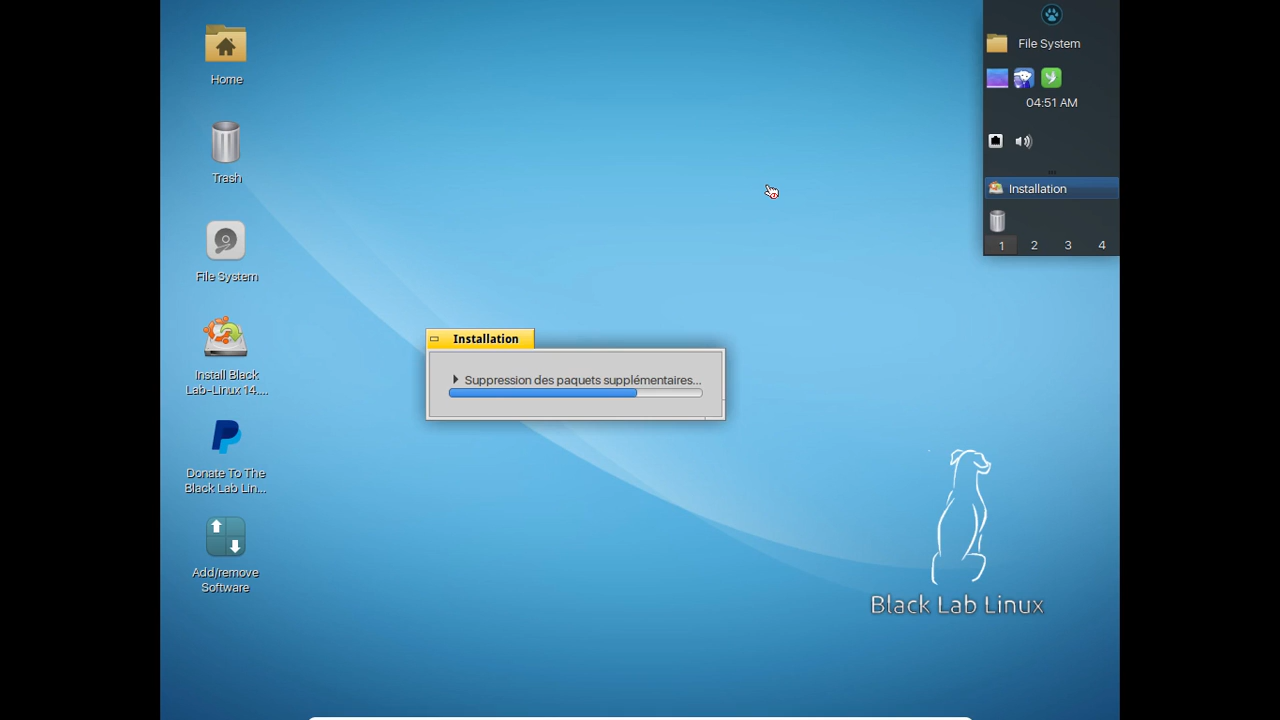 Home
Trash
File System
Install Black
Lab-Linux 14....
Donate To The
Black Lab Lin...
Add/remove
Software
Installation
Suppression des paquets supplémentaires...
File System
04:51 AM
Installation
1 2 3 4
Black Lab Linux